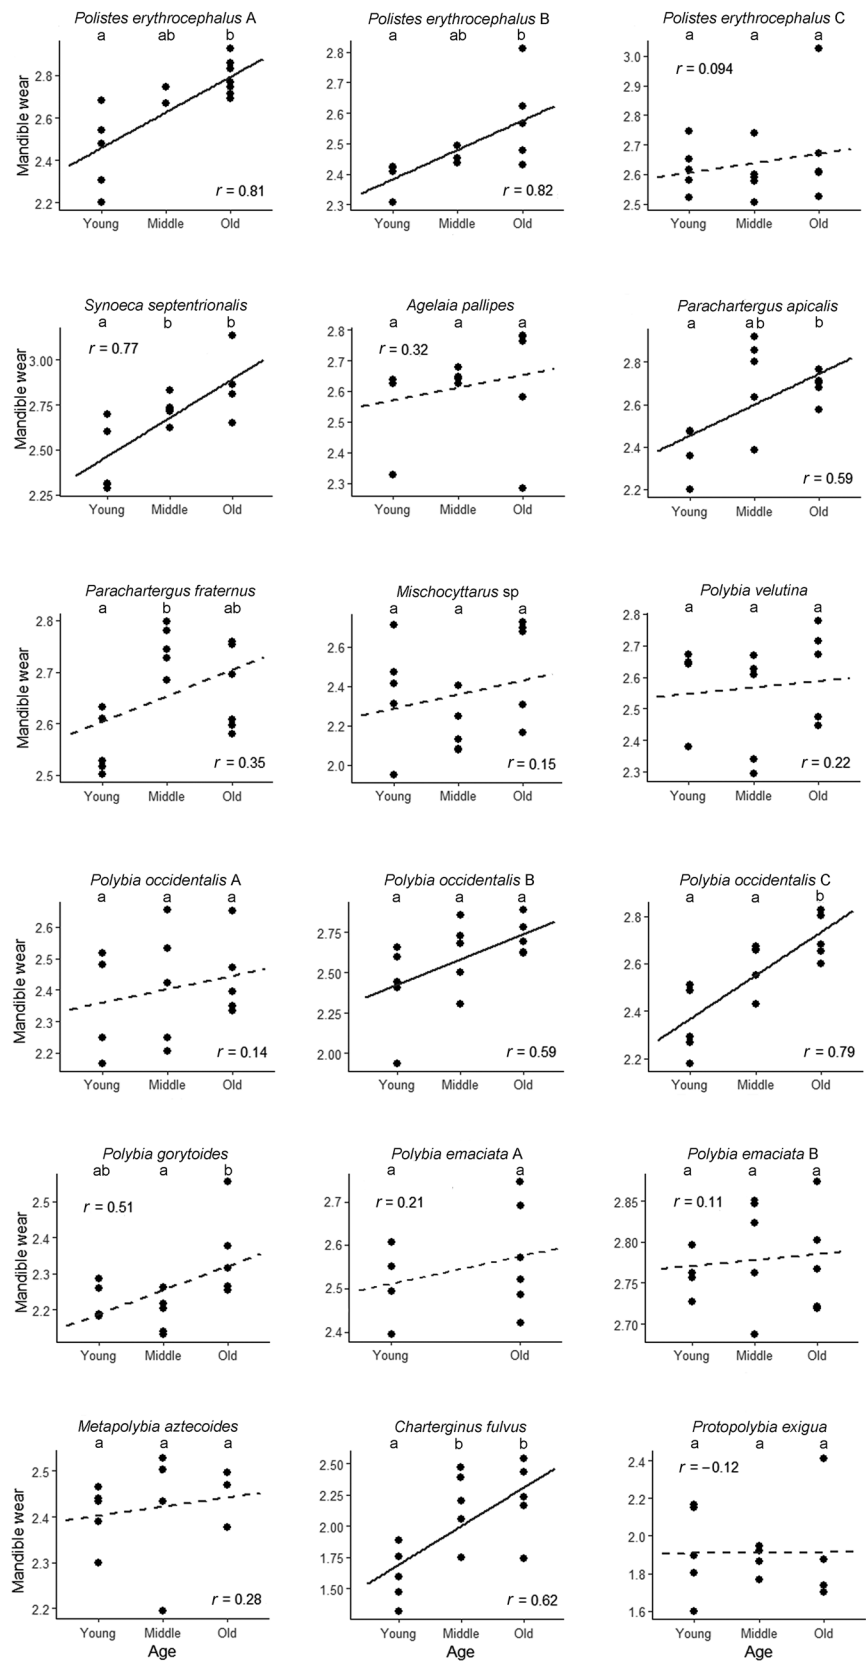 Polistes erythrocephalus A
a ab b
Mandible wear
2.8
2.6
2.4
2.2
r = 0.81
Young Middle Old
Polistes erythrocephalus B
a ab b
2.8
2.7
2.6
2.5
2.4
2.3
r = 0.82
Young Middle Old
Polistes erythrocephalus C
a a a
r = 0.094
3.0
2.9
2.8
2.7
2.6
2.5
Young Middle Old
Synoeca septentrionalis
a b b
r = 0.77
Mandible wear
3.00
2.75
2.50
2.25
Young Middle Old
Agelaia pallipes
a a a
r = 0.32
2.8
2.7
2.6
2.5
2.4
2.3
Young Middle Old
Parachartergus apicalis
a ab b
2.8
2.6
2.4
2.2
r = 0.59
Young Middle Old
Parachartergus fraternus
a b ab
Mandible wear
2.8
2.7
2.6
2.5
r = 0.35
Young Middle Old
Mischocyttarus sp
a a a
2.6
2.4
2.2
2.0
r = 0.15
Young Middle Old
Polybia velutina
a a a
2.8
2.7
2.6
2.5
2.4
2.3
r = 0.22
Young Middle Old
Polybia occidentalis A
a a a
Mandible wear
2.6
2.5
2.4
2.3
2.2
r = 0.14
Young Middle Old
Polybia occidentalis B
a a a
2.75
2.50
2.25
2.00
r = 0.59
Young Middle Old
Polybia occidentalis C
a a b
2.8
2.6
2.4
2.2
r = 0.79
Young Middle Old
Polybia gorytoides
ab a b
r = 0.51
Mandible wear
2.5
2.4
2.3
2.2
Young Middle Old
Polybia emaciata A
a a
r = 0.21
2.7
2.6
2.5
2.4
Young Old
Polybia emaciata B
a a a
r = 0.11
2.85
2.80
2.75
2.70
Young Middle Old
Metapolybia aztecoides
a a a
Mandible wear
2.5
2.4
2.3
2.2
r = 0.28
Young Middle Old
Age
Charterginus fulvus
a b b
2.50
2.25
2.00
1.75
1.50
r = 0.62
Young Middle Old
Age
Protopolybia exigua
a a a
r = −0.12
2.4
2.2
2.0
1.8
1.6
Young Middle Old
Age